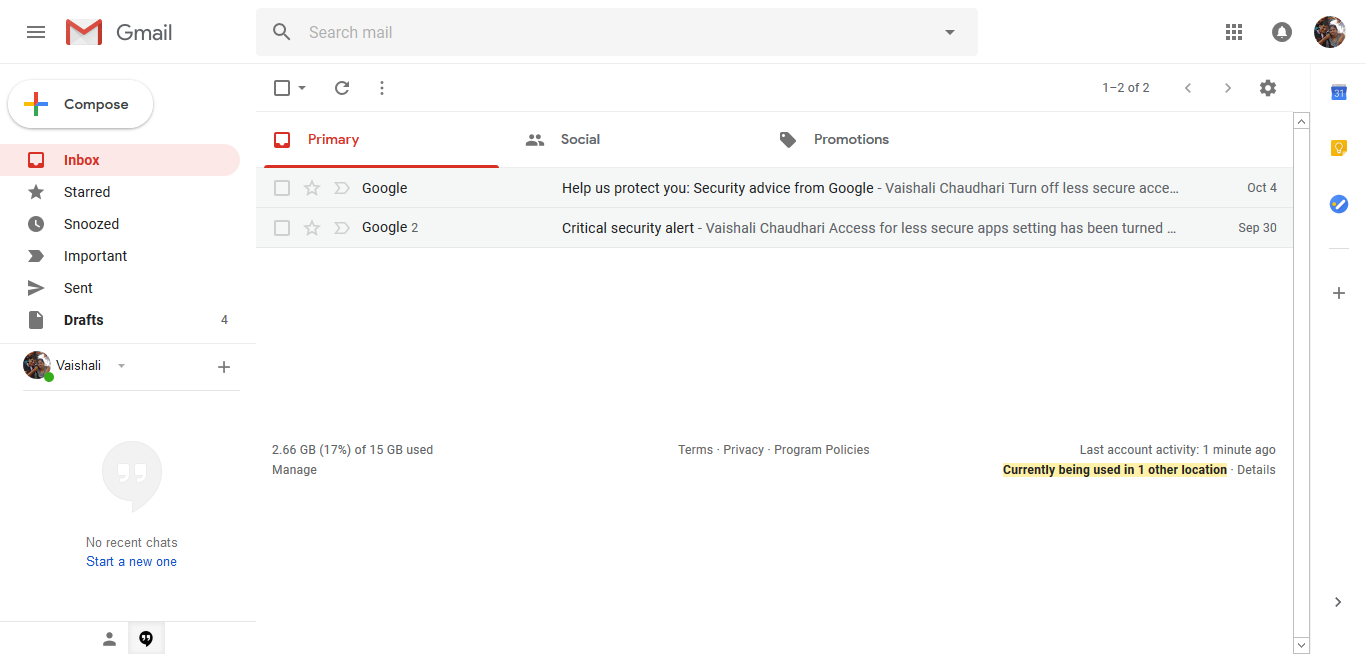 Gmail
Search mail
Compose
1–2 of 2
31
Primary
Social
Promotions
Inbox
Starred
Snoozed
Important
Sent
Drafts 4
Google Help us protect you: Security advice from Google - Vaishali Chaudhari Turn off less secure acce… Oct 4
Google 2 Critical security alert - Vaishali Chaudhari Access for less secure apps setting has been turned … Sep 30
Vaishali
No recent chats
Start a new one
2.66 GB (17%) of 15 GB used
Manage
Terms · Privacy · Program Policies
Last account activity: 1 minute ago
Currently being used in 1 other location · Details